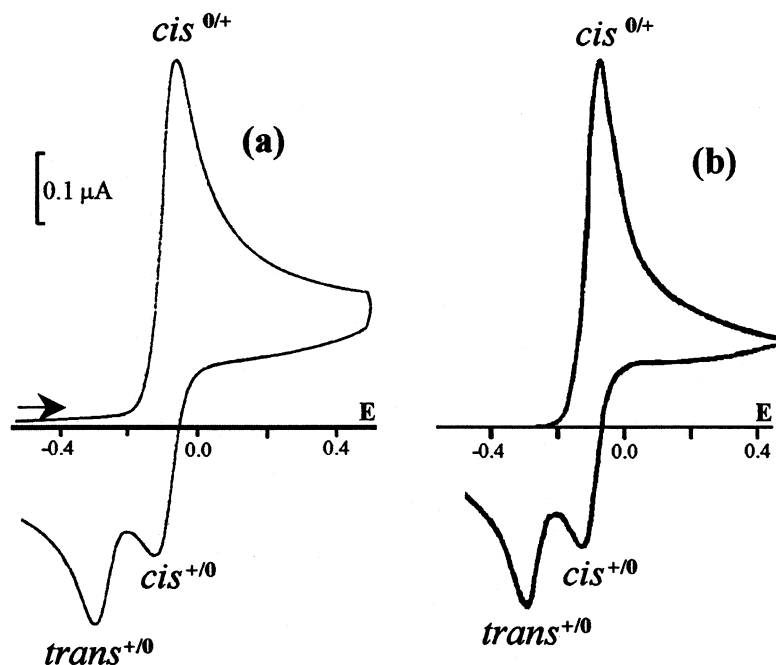 cis 0/+
(a)
0.1 μA
E
-0.4
0.0
0.4
cis +/0
trans +/0
cis 0/+
(b)
E
-0.4
0.0
0.4
cis +/0
trans +/0